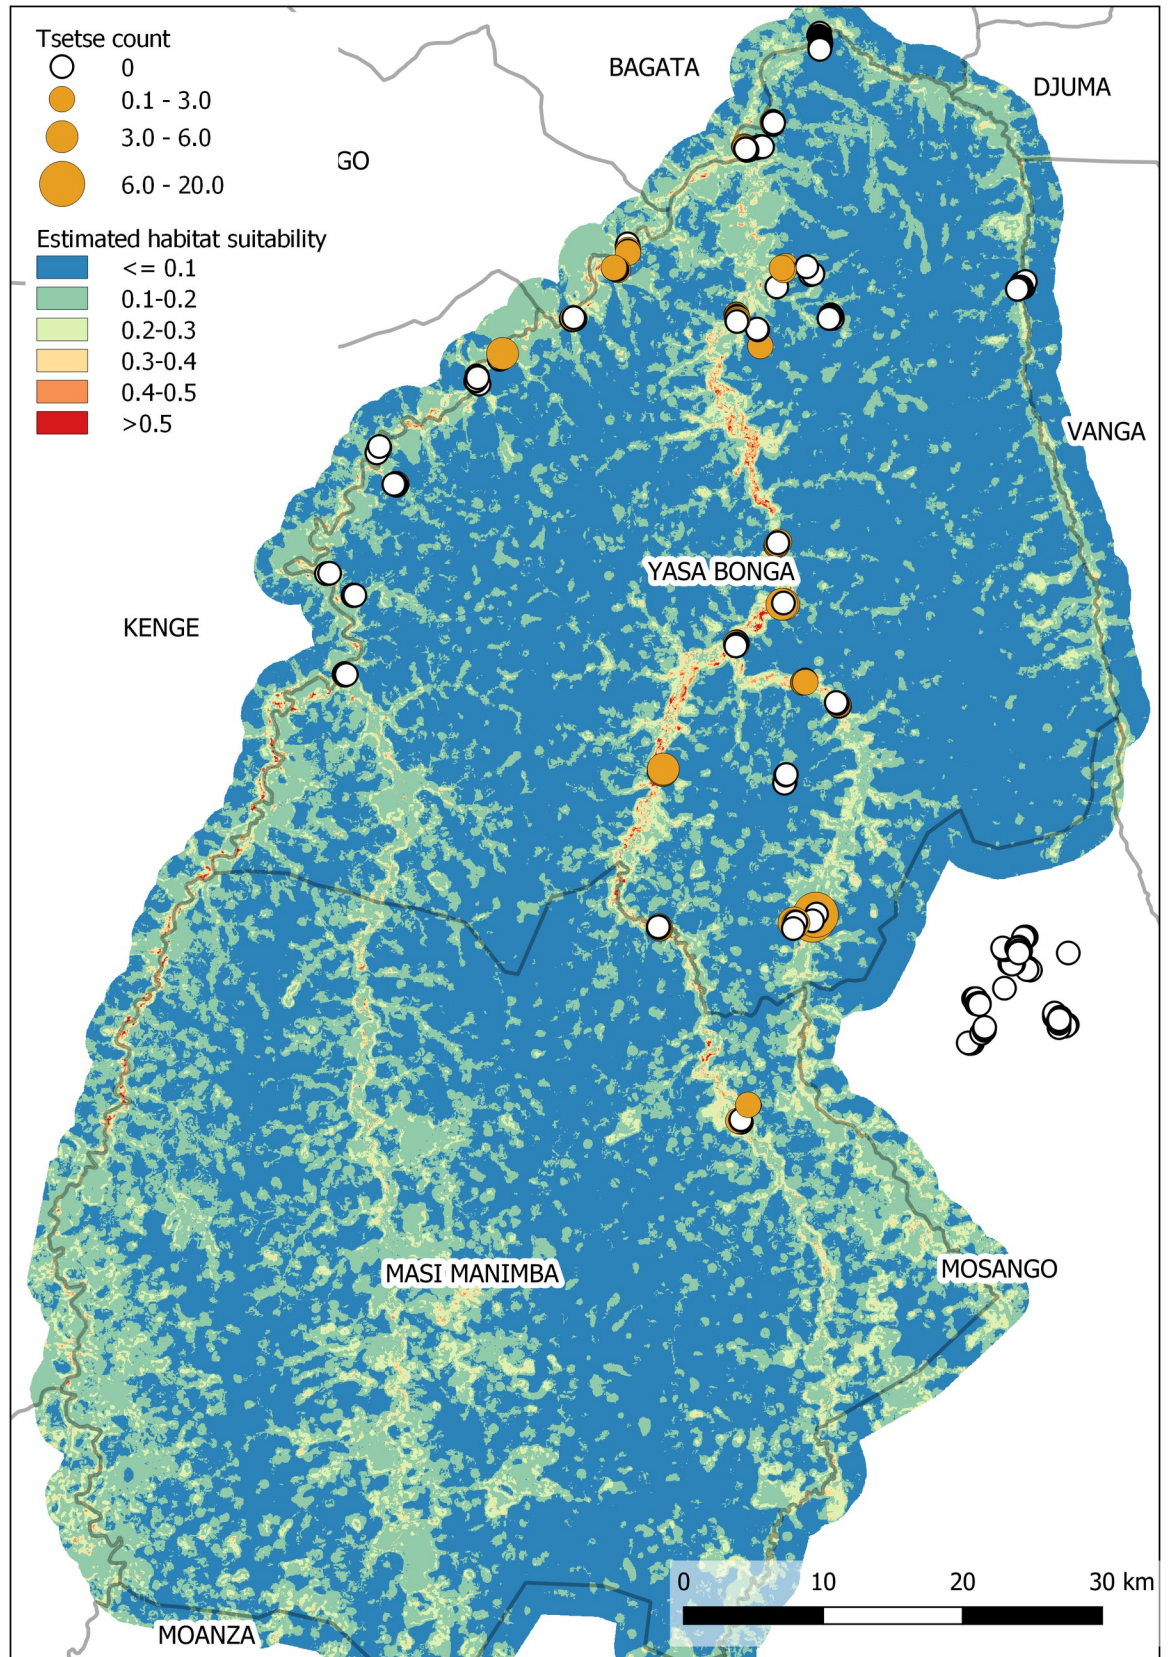 Tsetse count
0
0.1 - 3.0
3.0 - 6.0
6.0 - 20.0
Estimated habitat suitability
<= 0.1
0.1-0.2
0.2-0.3
0.3-0.4
0.4-0.5
>0.5
BAGATA
DJUMA
GO
VANGA
YASA BONGA
KENGE
MASI MANIMBA
MOSANGO
MOANZA
0 10 20 30 km